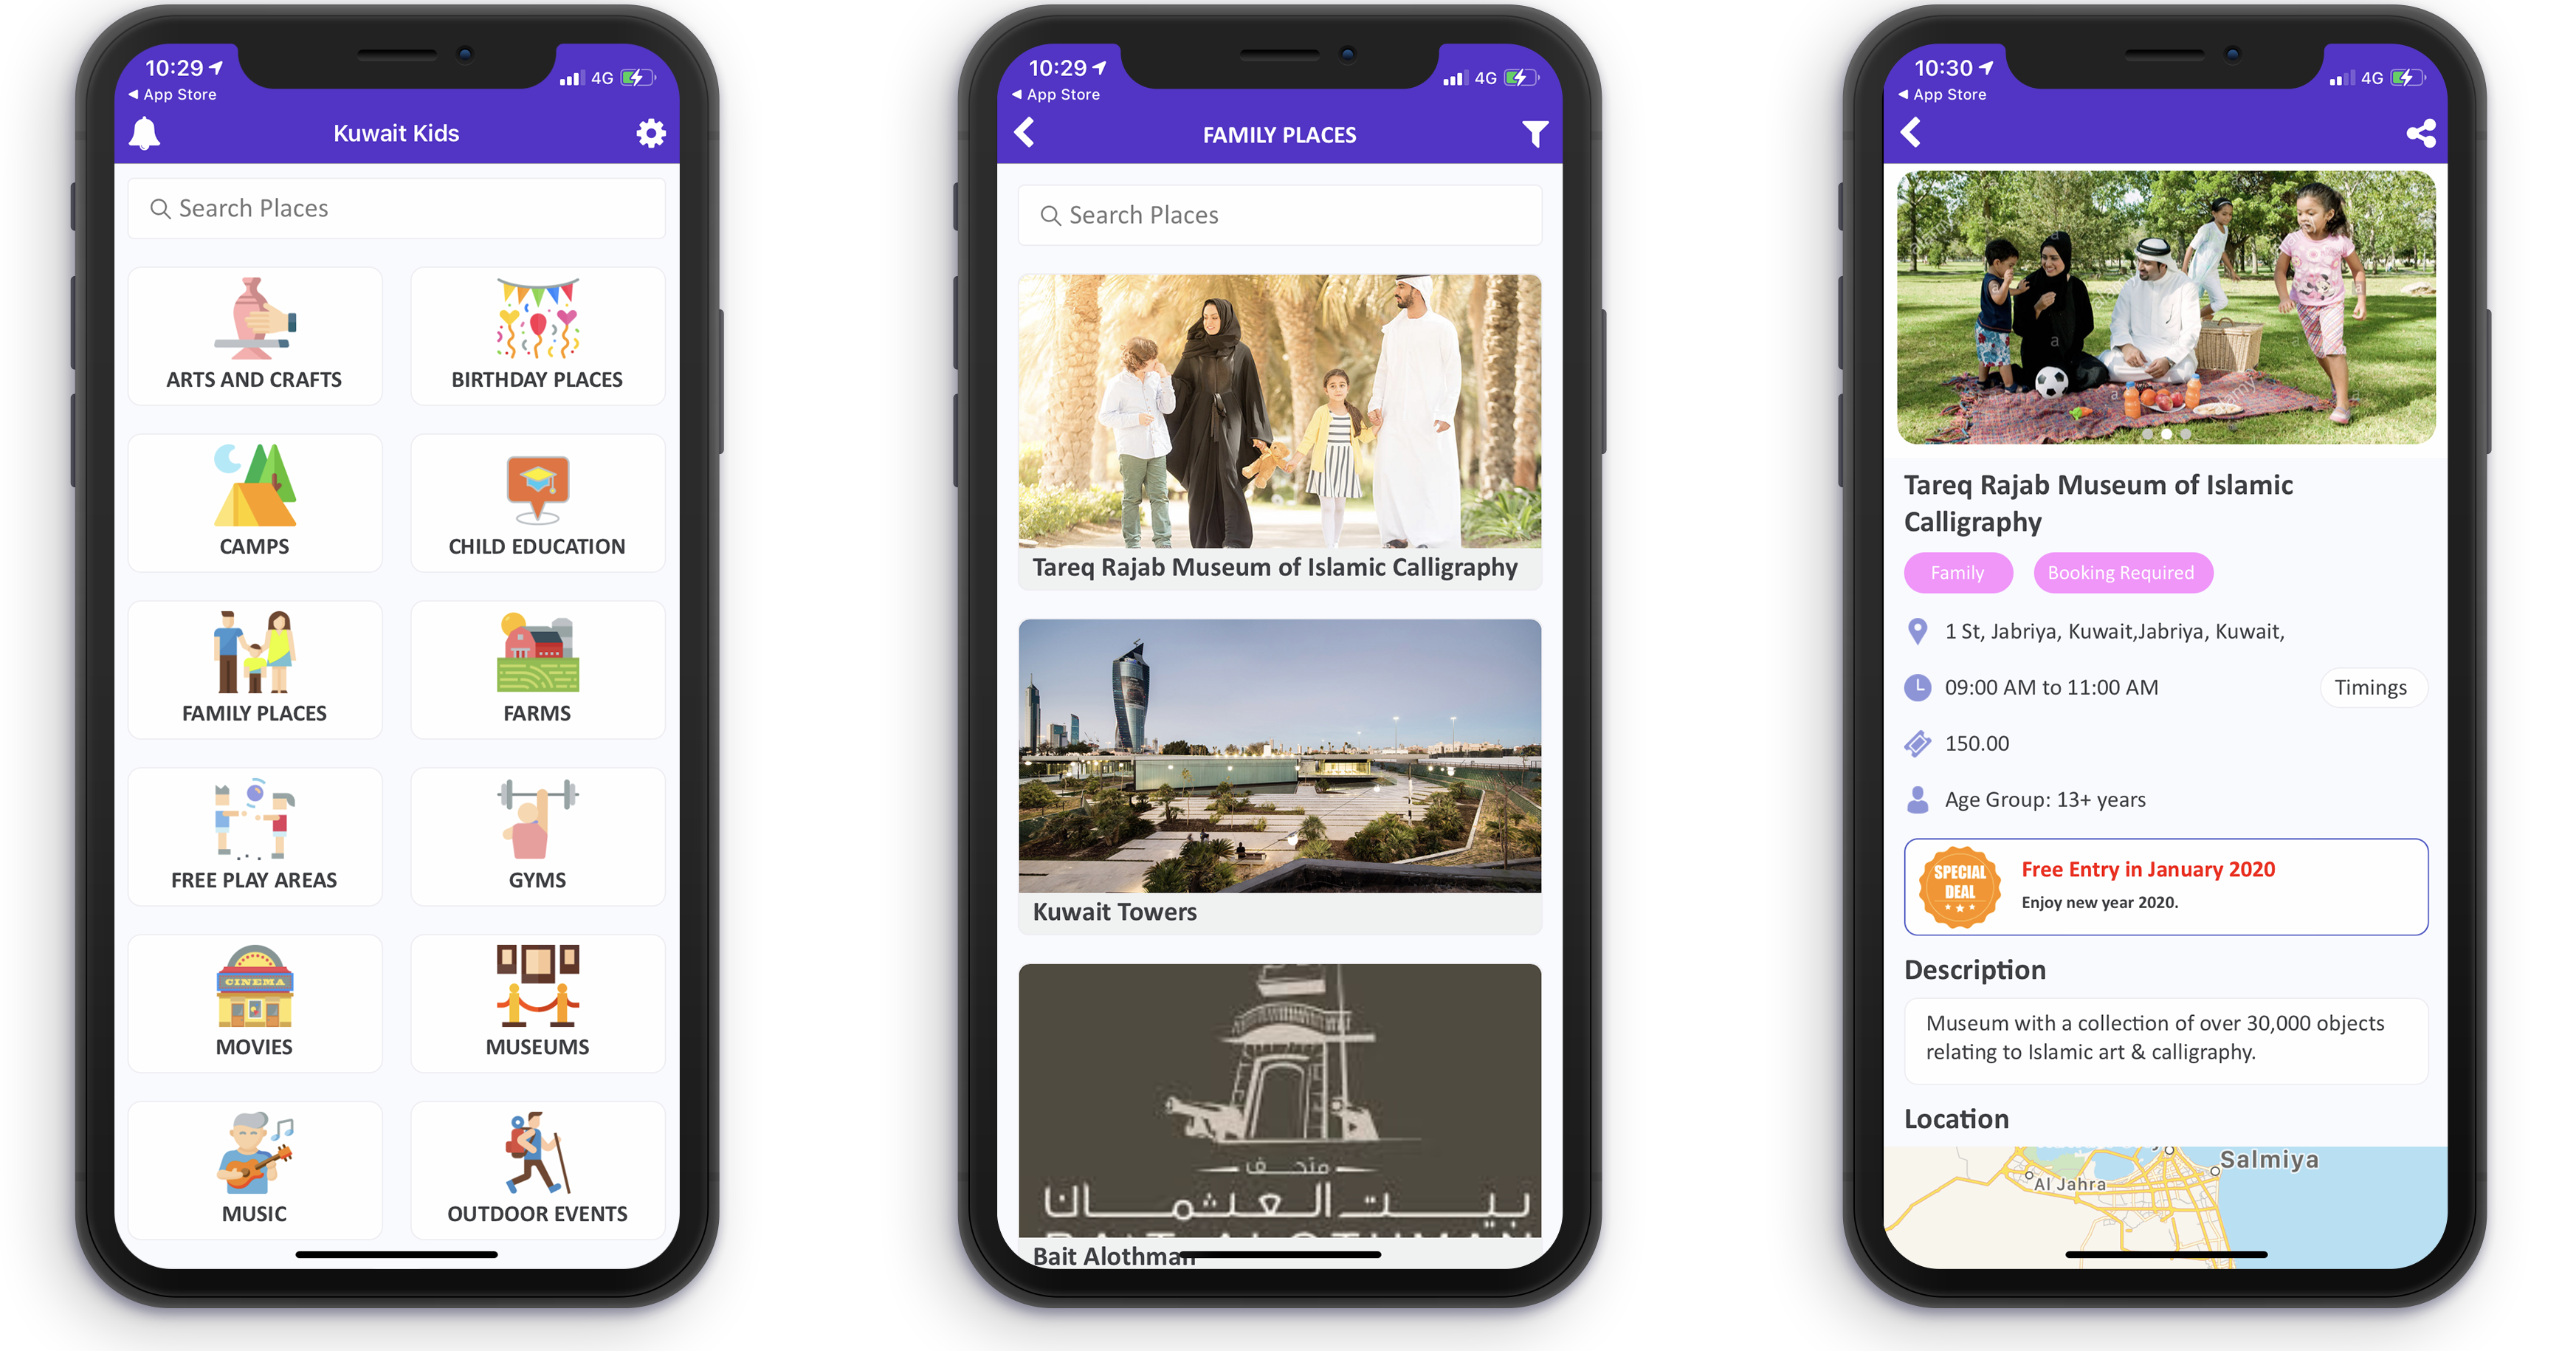 10:29
4G
App Store
Kuwait Kids
Search Places
ARTS AND CRAFTS
BIRTHDAY PLACES
CAMPS
CHILD EDUCATION
FAMILY PLACES
FARMS
FREE PLAY AREAS
GYMS
CINEMA
MOVIES
MUSEUMS
MUSIC
OUTDOOR EVENTS
10:29
4G
App Store
FAMILY PLACES
Search Places
Tareq Rajab Museum of Islamic Calligraphy
Kuwait Towers
متحف
بيت العثمان
BAIT ALOTHMAN
Bait Alothman
10:30
4G
App Store
alamy
Tareq Rajab Museum of Islamic
Calligraphy
Family
Booking Required
1 St, Jabriya, Kuwait,Jabriya, Kuwait,
09:00 AM to 11:00 AM
Timings
150.00
Age Group: 13+ years
SPECIAL
DEAL
Free Entry in January 2020
Enjoy new year 2020.
Description
Museum with a collection of over 30,000 objects
relating to Islamic art & calligraphy.
Location
Salmiya
Al Jahra